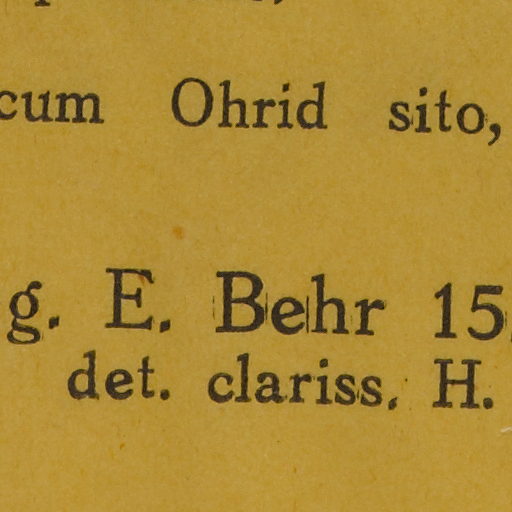 cum Ohrid sito,
g. E. Behr 15
det. clariss. H.